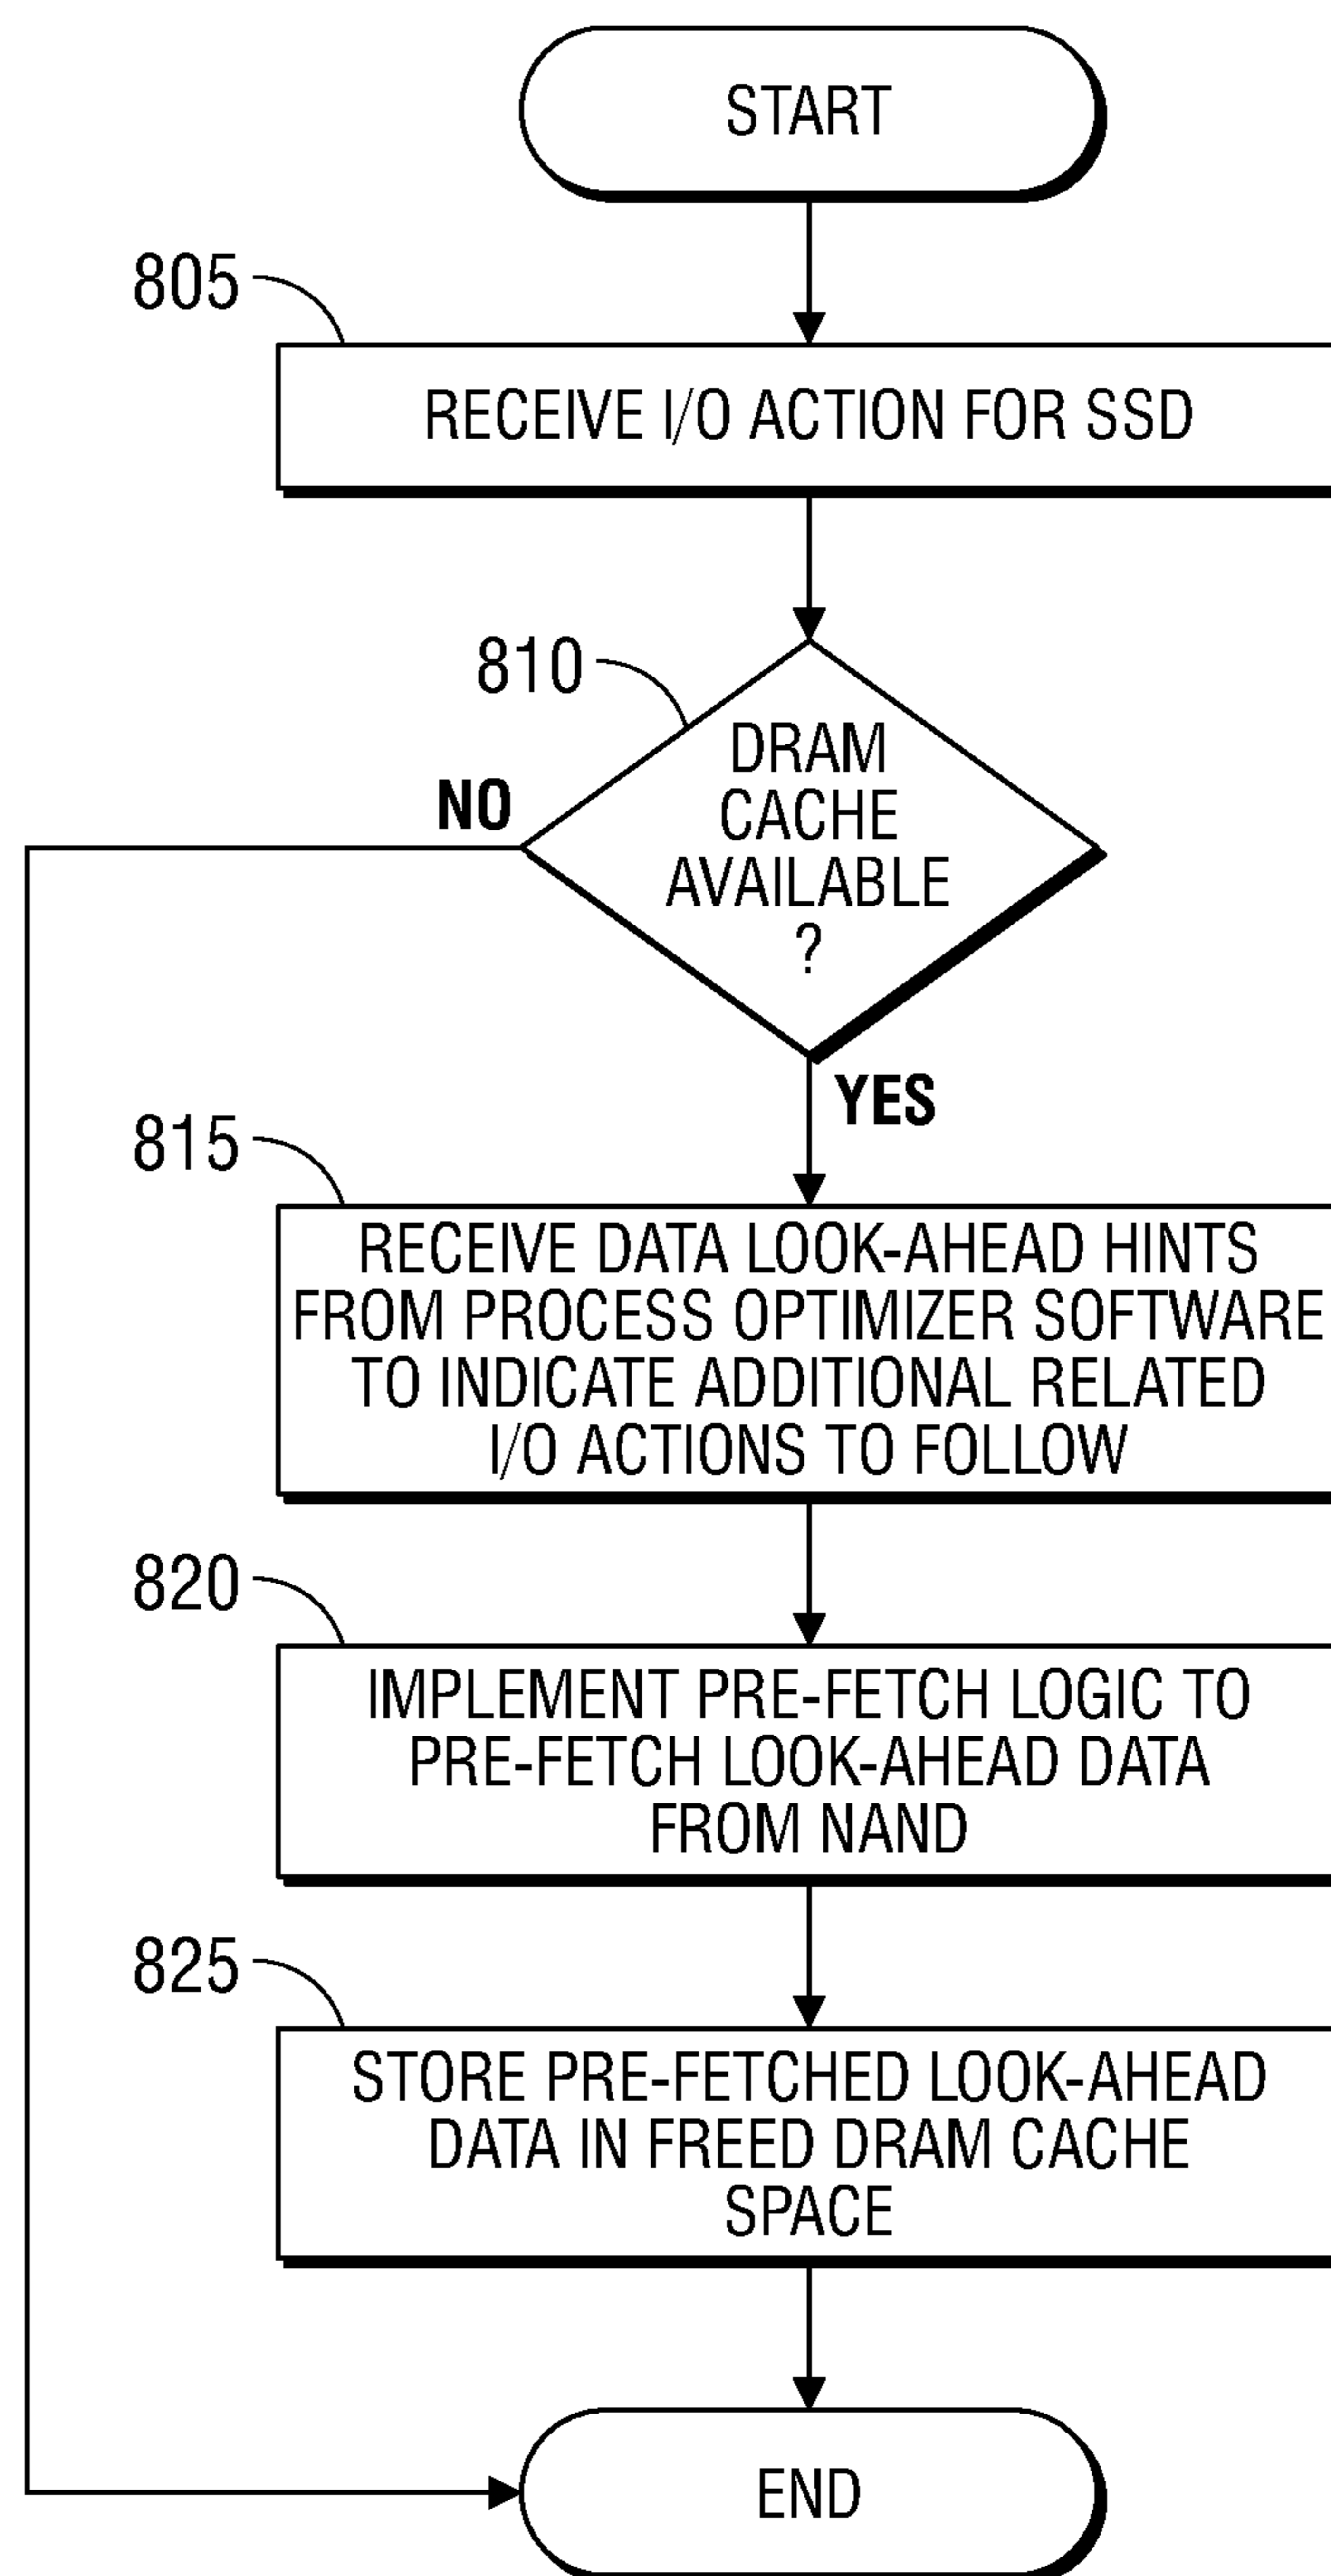 START
805
RECEIVE I/O ACTION FOR SSD
810
DRAM
CACHE
AVAILABLE
?
NO
YES
815
RECEIVE DATA LOOK-AHEAD HINTS
FROM PROCESS OPTIMIZER SOFTWARE
TO INDICATE ADDITIONAL RELATED
I/O ACTIONS TO FOLLOW
820
IMPLEMENT PRE-FETCH LOGIC TO
PRE-FETCH LOOK-AHEAD DATA
FROM NAND
825
STORE PRE-FETCHED LOOK-AHEAD
DATA IN FREED DRAM CACHE
SPACE
END